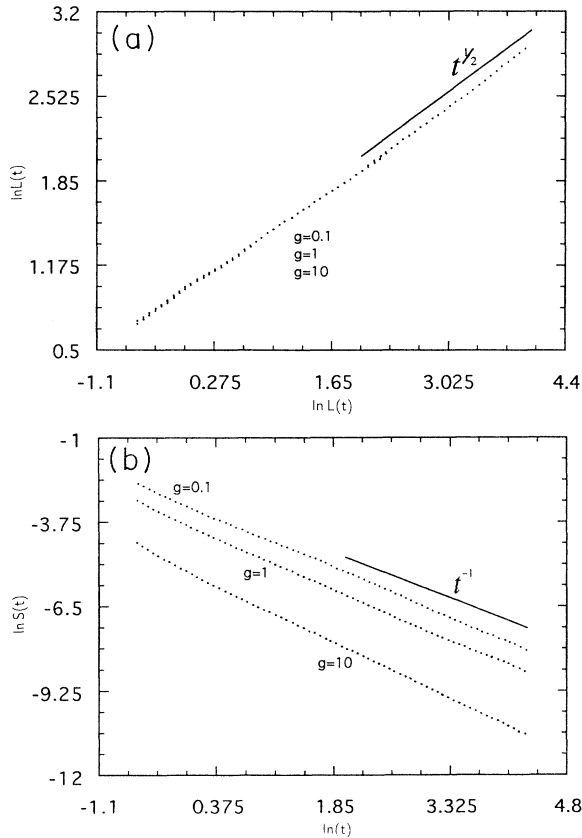 (a)
3.2
2.525
1.85
1.175
0.5
lnL(t)
t^1/2
g=0.1
g=1
g=10
-1.1
0.275
1.65
3.025
4.4
ln L(t)
(b)
-1
-3.75
-6.5
-9.25
-12
ln S(t)
g=0.1
g=1
g=10
t^-1
-1.1
0.375
1.85
3.325
4.8
ln(t)